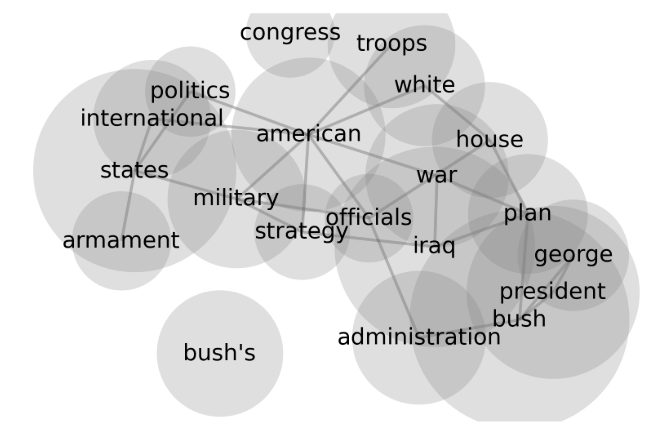 congress
troops
white
politics
international
american
house
states
war
military
officials
plan
strategy
armament
iraq
george
president
bush
administration
bush's